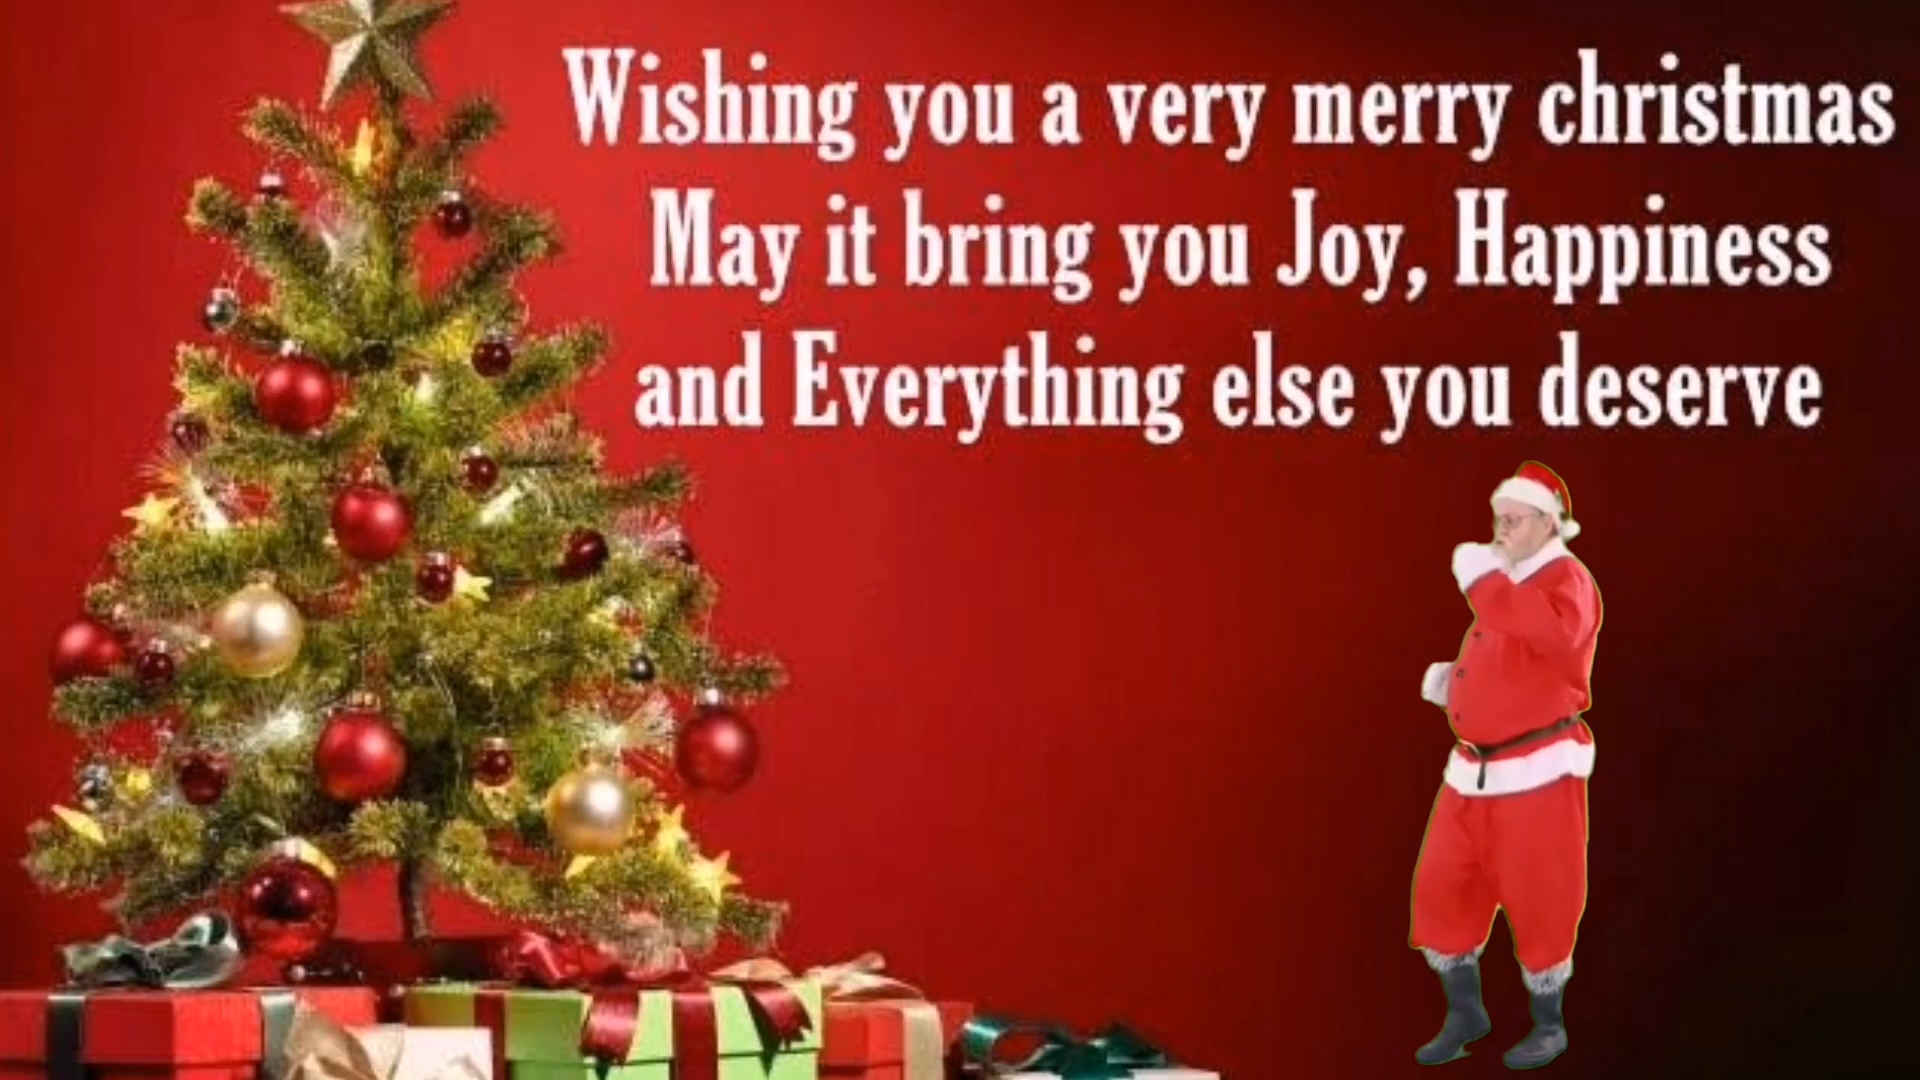 Wishing you a very merry christmas
May it bring you Joy, Happiness
and Everything else you deserve